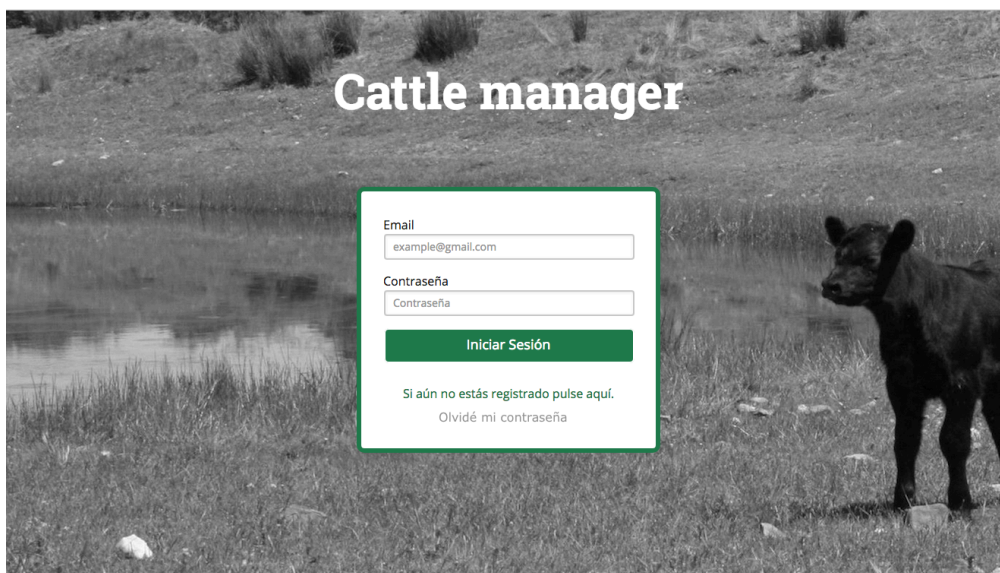 Cattle manager
Email
example@gmail.com
Contraseña
Contraseña
Iniciar Sesión
Si aún no estás registrado pulse aquí.
Olvidé mi contraseña